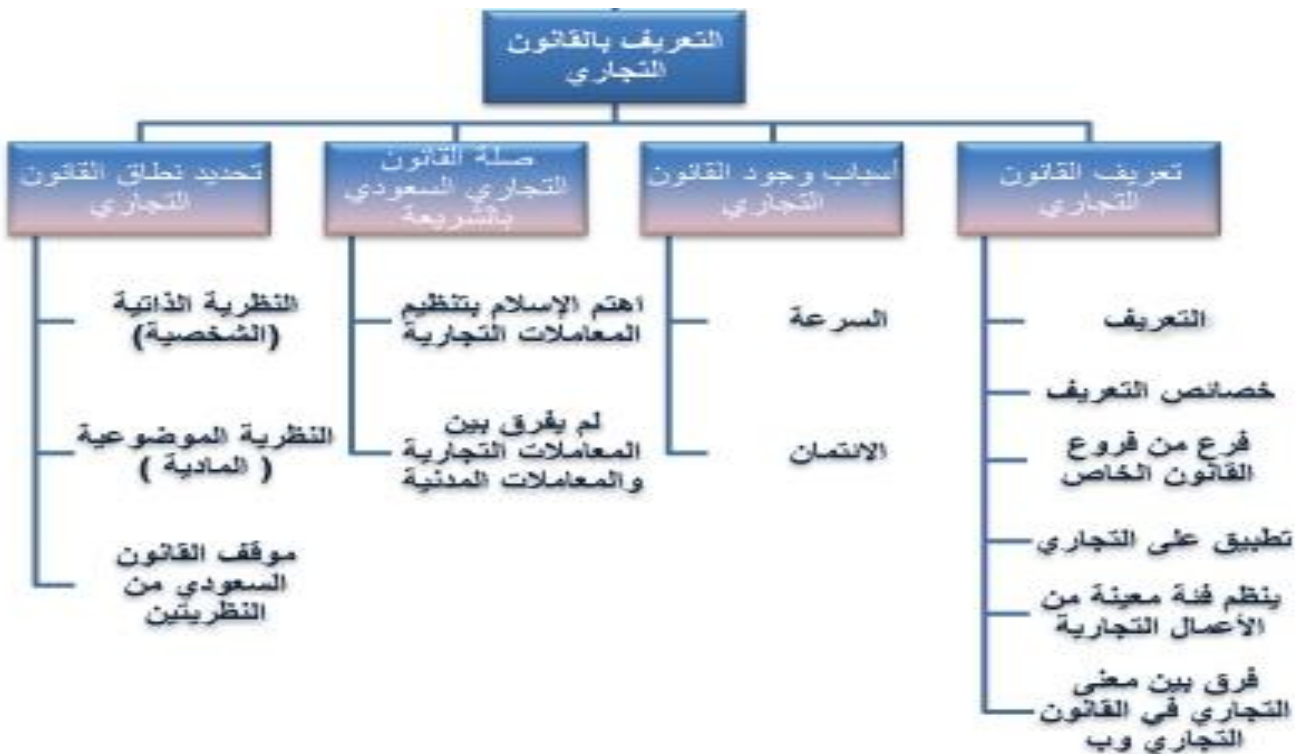 التعريف بالقانون
التجاري
تعريف القانون
التجاري
التعريف
خصائص التعريف
فرع من فروع
القانون الخاص
تطبيق على التجاري
ينظم فئة معينة من
الأعمال التجارية
فرق بين معنى
التجاري في القانون
التجاري وب
أسباب وجود القانون
التجاري
السرعة
الائتمان
صلة القانون
التجاري السعودي
بالشريعة
اهتم الإسلام بتنظيم
المعاملات التجارية
لم يفرق بين
المعاملات التجارية
والمعاملات المدنية
تحديد نطاق القانون
التجاري
النظرية الذاتية
(الشخصية)
النظرية الموضوعية
( المادية )
موقف القانون
السعودي من
النظريتين